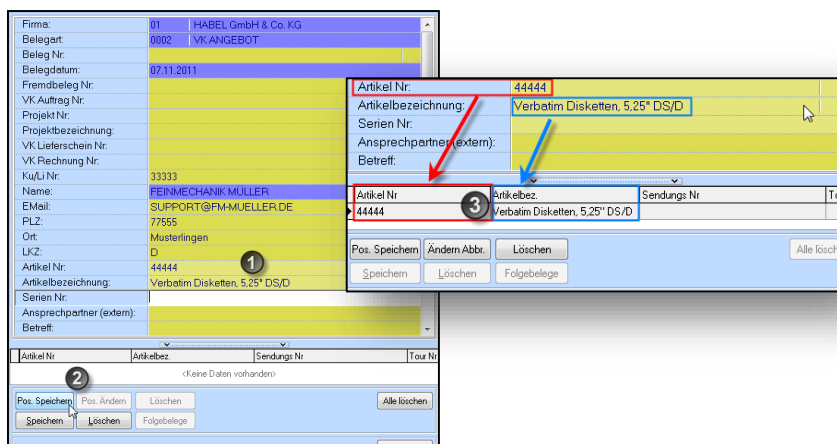 Firma: 01 HABEL GmbH & Co. KG
Belegart: 0002 VK ANGEBOT
Beleg Nr:
Belegdatum: 07.11.2011
Fremdbeleg Nr:
VK Auftrag Nr:
Projekt Nr:
Projektbezeichnung:
VK Lieferschein Nr:
VK Rechnung Nr:
Ku/Li Nr: 33333
Name: FEINMECHANIK MÜLLER
EMail: SUPPORT@FM-MUELLER.DE
PLZ: 77555
Ort: Musterlingen
LKZ: D
Artikel Nr: 44444
1
Artikelbezeichnung: Verbatim Disketten, 5,25" DS/D
Serien Nr:
Ansprechpartner (extern):
Betreff:
Artikel Nr Artikelbez. Sendungs Nr Tour Nr
<Keine Daten vorhanden>
2
Pos. Speichern Pos. Ändern Löschen Alle löschen
Speichern Löschen Folgebelege
Artikel Nr: 44444
Artikelbezeichnung: Verbatim Disketten, 5,25" DS/D
Serien Nr:
Ansprechpartner (extern):
Betreff:
Artikel Nr Artikelbez. Sendungs Nr To
44444 3 Verbatim Disketten, 5,25" DS/D
Pos. Speichern Ändern Abbr. Löschen Alle lösch
Speichern Löschen Folgebelege